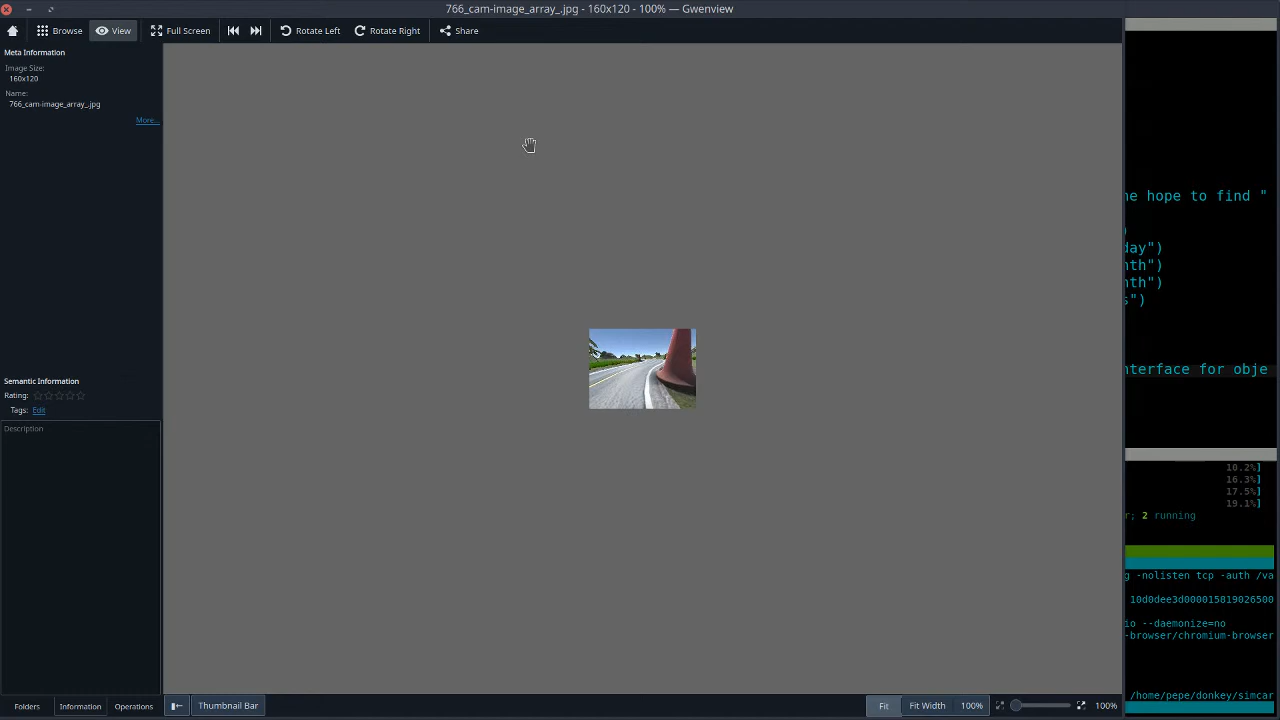 766_cam-image_array_.jpg - 160x120 - 100% — Gwenview
Browse
View
Full Screen
Rotate Left
Rotate Right
Share
Meta Information
Image Size:
160x120
Name:
766_cam-image_array_.jpg
More...
Semantic Information
Rating:
Tags: Edit
Description
Folders
Information
Operations
Thumbnail Bar
Fit
Fit Width
100%
100%
he hope to find "
)
day")
nth")
nth")
s")
nterface for obje
10.2%]
16.3%]
17.5%]
19.1%]
r; 2 running
g -nolisten tcp -auth /va
10d0dee3d000015819026500
io --daemonize=no
-browser/chromium-browser
/home/pepe/donkey/simcar